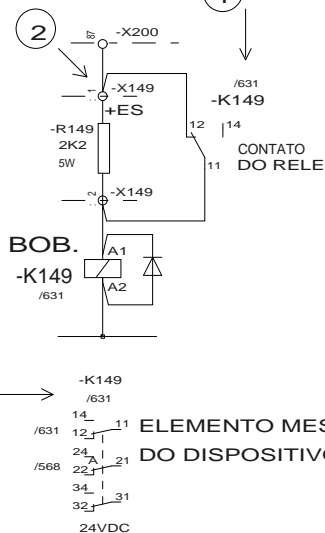 87 -X200
2
/631
-K149
:1 -X149
+ES
-R149
2K2
5W
12 14
CONTATO
DO RELE
11
:2 -X149
BOB.
-K149
/631
A1
A2
-K149
/631
14
/631 12 11
ELEMENTO MES
24
/568 22 A 21
DO DISPOSITIVO
34
32 31
24VDC